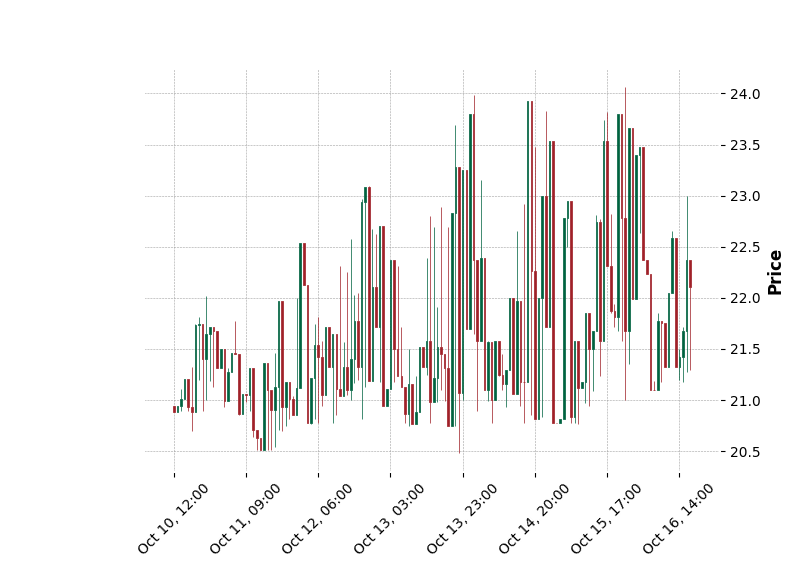 24.0
23.5
23.0
22.5
22.0
21.5
21.0
20.5
Price
Oct 10, 12:00
Oct 11, 09:00
Oct 12, 06:00
Oct 13, 03:00
Oct 13, 23:00
Oct 14, 20:00
Oct 15, 17:00
Oct 16, 14:00